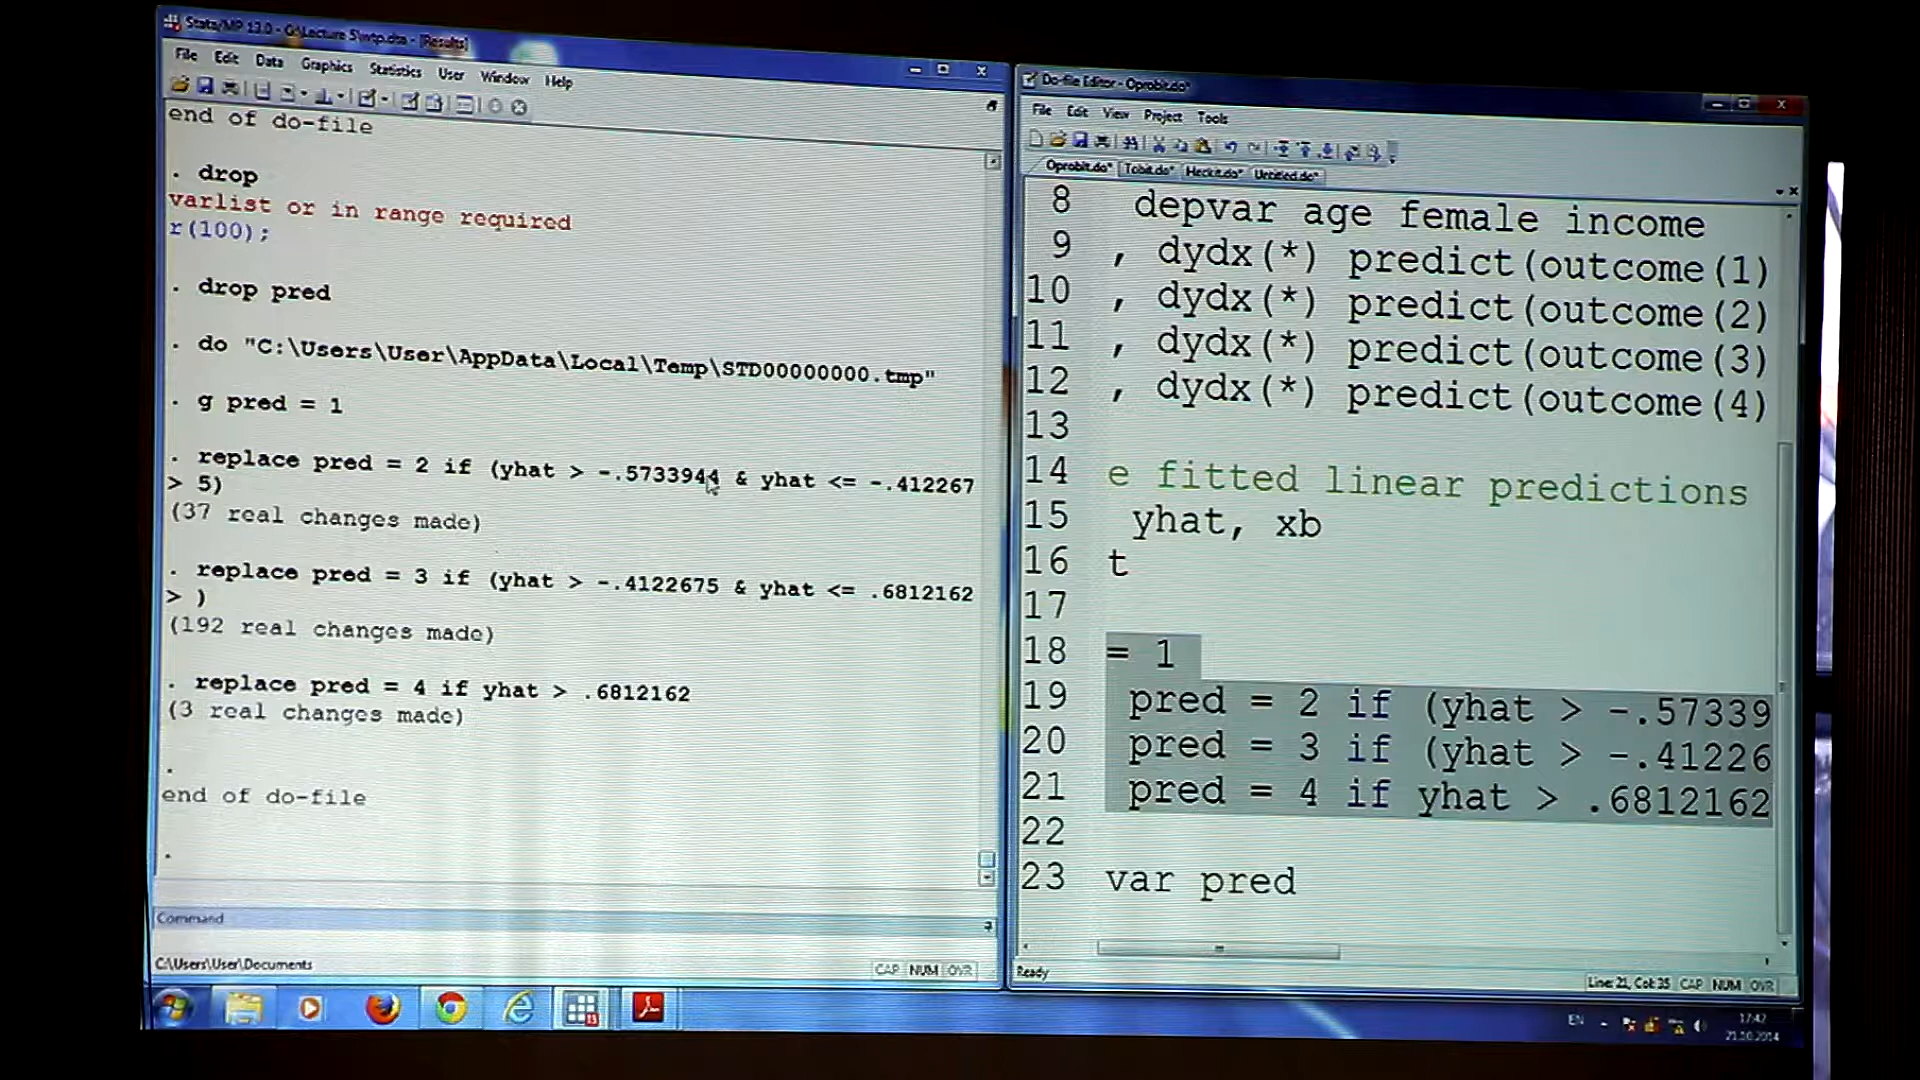 Stata/MP 13.0 - G:\Lecture 5\wtp.dta - [Results]
File Edit Data Graphics Statistics User Window Help
end of do-file
. drop
varlist or in range required
r(100);
. drop pred
. do "C:\Users\User\AppData\Local\Temp\STD00000000.tmp"
. g pred = 1
. replace pred = 2 if (yhat > -.5733944 & yhat <= -.412267
> 5)
(37 real changes made)
. replace pred = 3 if (yhat > -.4122675 & yhat <= .6812162
> )
(192 real changes made)
. replace pred = 4 if yhat > .6812162
(3 real changes made)
.
end of do-file
.
Command
C:\Users\User\Documents
CAP NUM OVR
Do-file Editor - Oprobit.do*
File Edit View Project Tools
Oprobit.do* Tobit.do* Heckit.do* Untitled.do*
8 depvar age female income
9 , dydx(*) predict(outcome(1)
10 , dydx(*) predict(outcome(2)
11 , dydx(*) predict(outcome(3)
12 , dydx(*) predict(outcome(4)
13
14 e fitted linear predictions
15 yhat, xb
16 t
17
18 = 1
19 pred = 2 if (yhat > -.57339
20 pred = 3 if (yhat > -.41226
21 pred = 4 if yhat > .6812162
22
23 var pred
Ready
Line: 21, Col: 35 CAP NUM OVR
EN
17:42
21.10.2014